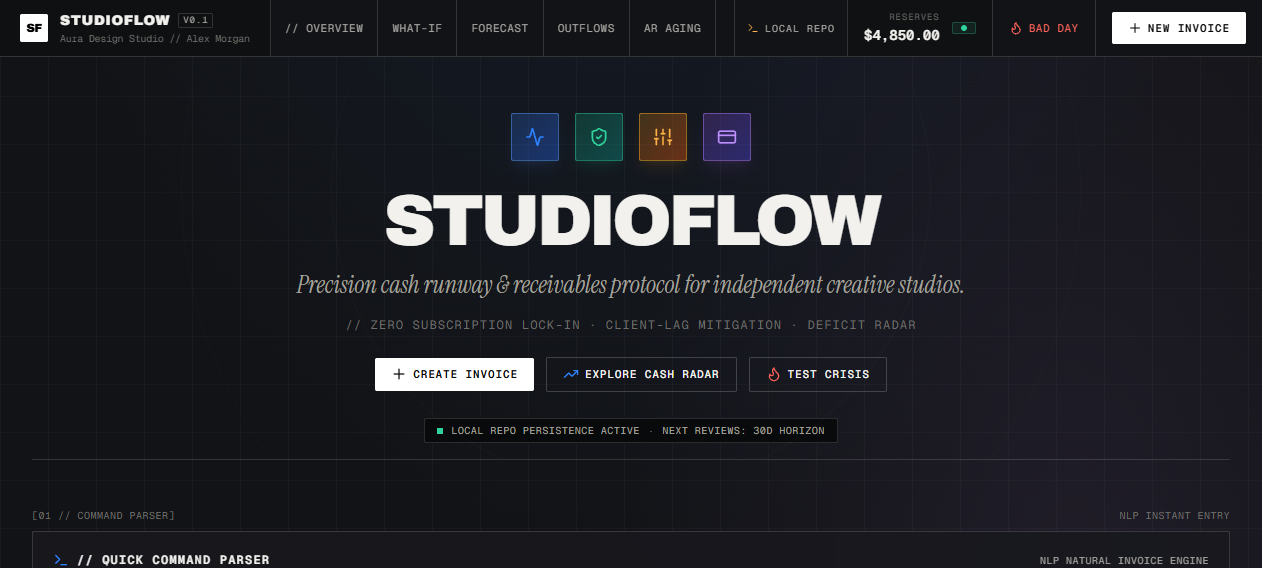 SF
STUDIOFLOW V0.1
Aura Design Studio // Alex Morgan
// OVERVIEW
WHAT-IF
FORECAST
OUTFLOWS
AR AGING
LOCAL REPO
RESERVES
$4,850.00
BAD DAY
NEW INVOICE
STUDIOFLOW
Precision cash runway & receivables protocol for independent creative studios.
// ZERO SUBSCRIPTION LOCK-IN · CLIENT-LAG MITIGATION · DEFICIT RADAR
CREATE INVOICE
EXPLORE CASH RADAR
TEST CRISIS
LOCAL REPO PERSISTENCE ACTIVE · NEXT REVIEWS: 30D HORIZON
[01 // COMMAND PARSER]
NLP INSTANT ENTRY
// QUICK COMMAND PARSER
NLP NATURAL INVOICE ENGINE